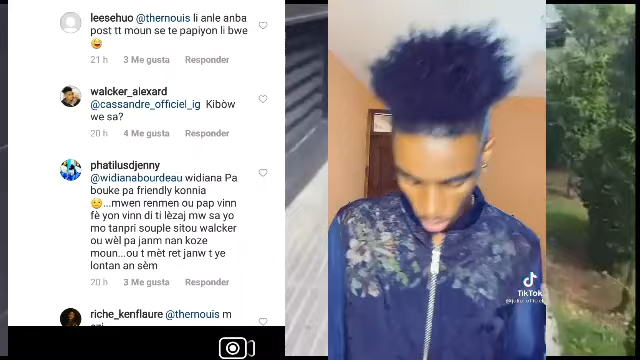 leesehuo @thernouis li anle anba
post tt moun se te papiyon li bwe
21 h 3 Me gusta Responder
walcker_alexard
@cassandre_officiel_ig Kibòw
we sa?
20 h 4 Me gusta Responder
phatilusdjenny
@widianabourdeau widiana Pa
bouke pa friendly konnia
...mwen renmen ou pap vinn
fè yon vinn di ti lèzaj mw sa yo
mo tanpri souple sitou walcker
ou wèl pa janm nan koze
moun...ou t mèt ret janw t ye
lontan an sèm
20 h 3 Me gusta Responder
riche_kenflaure @thernouis m
TikTok